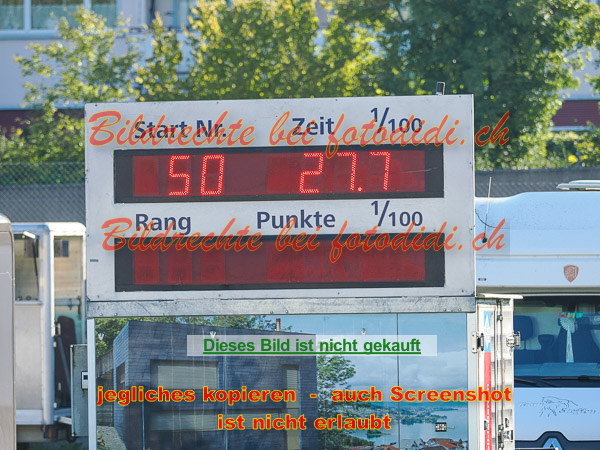 Start Nr. Zeit 1/100
Bildrechte bei fotodidi.ch
50 27.7
Rang Punkte 1/100
Bildrechte bei fotodidi.ch
Dieses Bild ist nicht gekauft
jegliches kopieren - auch Screenshot
ist nicht erlaubt